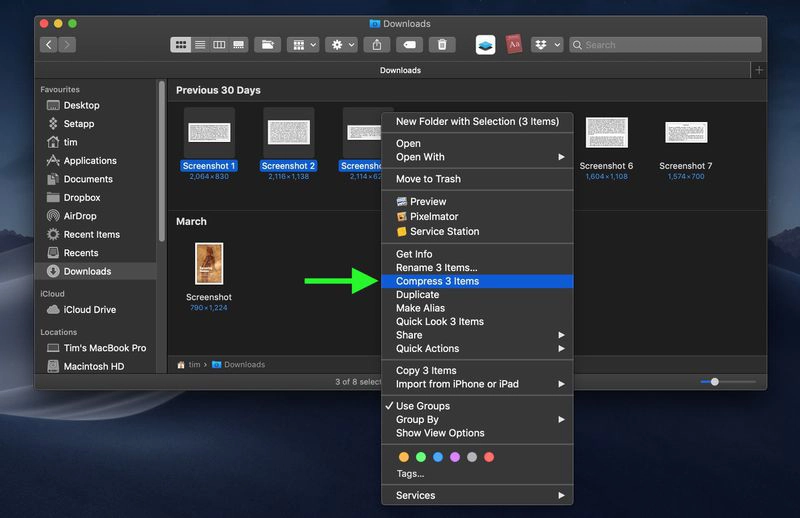 Downloads
Search
Downloads
Favourites
Desktop
Setapp
tim
Applications
Documents
Dropbox
AirDrop
Recent Items
Recents
Downloads
iCloud
iCloud Drive
Locations
Tim's MacBook Pro
Macintosh HD
Previous 30 Days
Screenshot 1
2,064×830
Screenshot 2
2,116×1,138
Screensho
2,114×62
Screenshot 6
1,604×1,108
Screenshot 7
1,574×700
March
Screenshot
790×1,224
tim › Downloads
3 of 8 select
New Folder with Selection (3 Items)
Open
Open With
Move to Trash
Preview
Pixelmator
Service Station
Get Info
Rename 3 Items...
Compress 3 Items
Duplicate
Make Alias
Quick Look 3 Items
Share
Quick Actions
Copy 3 Items
Import from iPhone or iPad
Use Groups
Group By
Show View Options
Tags...
Services
Aa